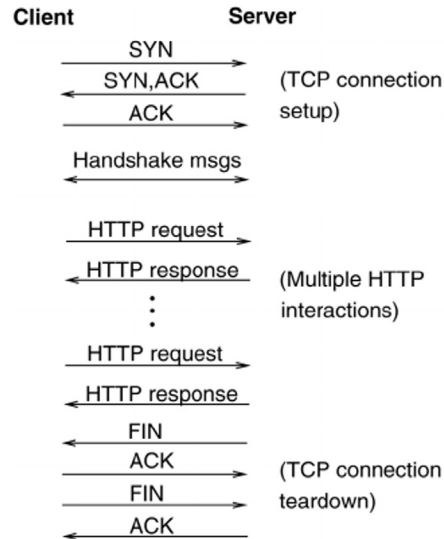 Client Server
SYN
SYN,ACK
ACK
(TCP connection
setup)
Handshake msgs
HTTP request
HTTP response
(Multiple HTTP
interactions)
HTTP request
HTTP response
FIN
ACK
FIN
ACK
(TCP connection
teardown)